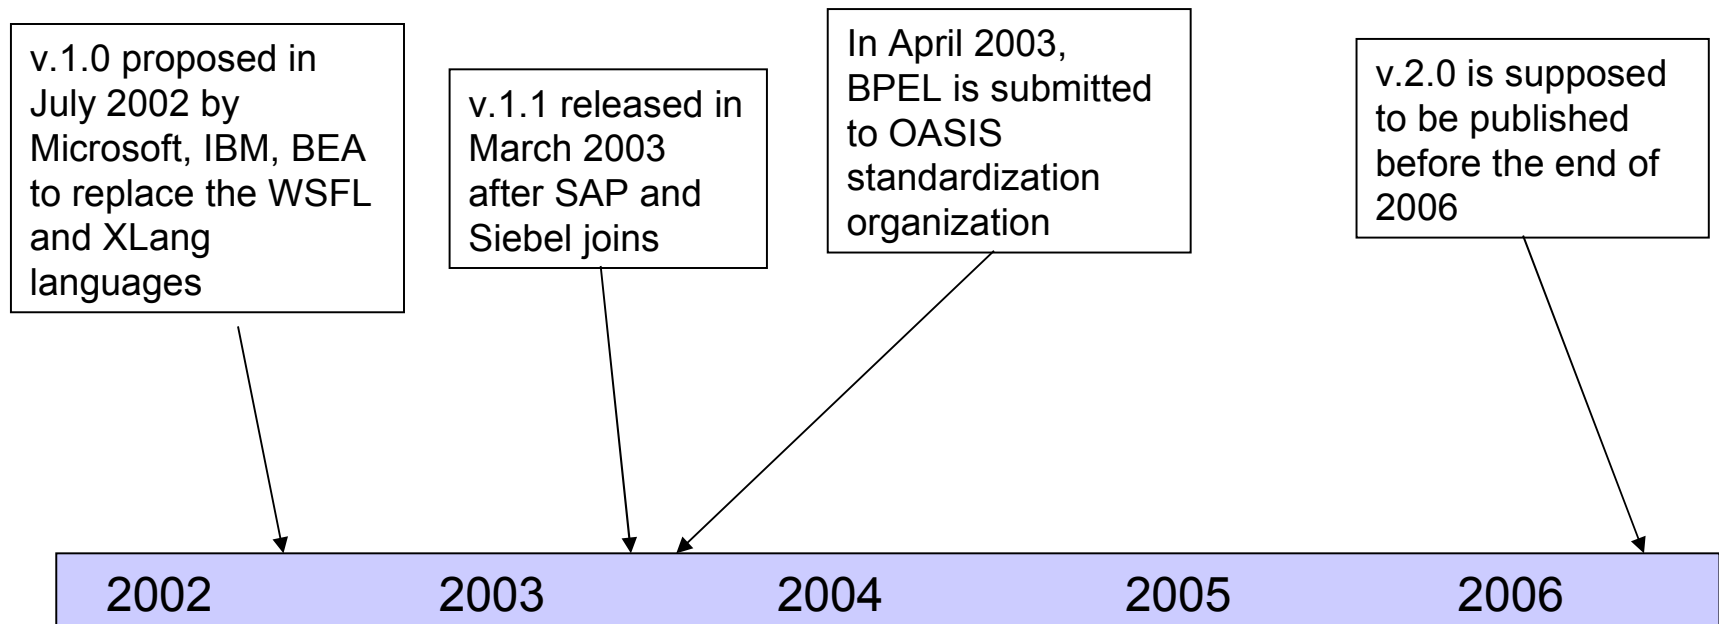 v.1.0 proposed in
July 2002 by
Microsoft, IBM, BEA
to replace the WSFL
and XLang
languages
v.1.1 released in
March 2003
after SAP and
Siebel joins
In April 2003,
BPEL is submitted
to OASIS
standardization
organization
v.2.0 is supposed
to be published
before the end of
2006
2002 2003 2004 2005 2006